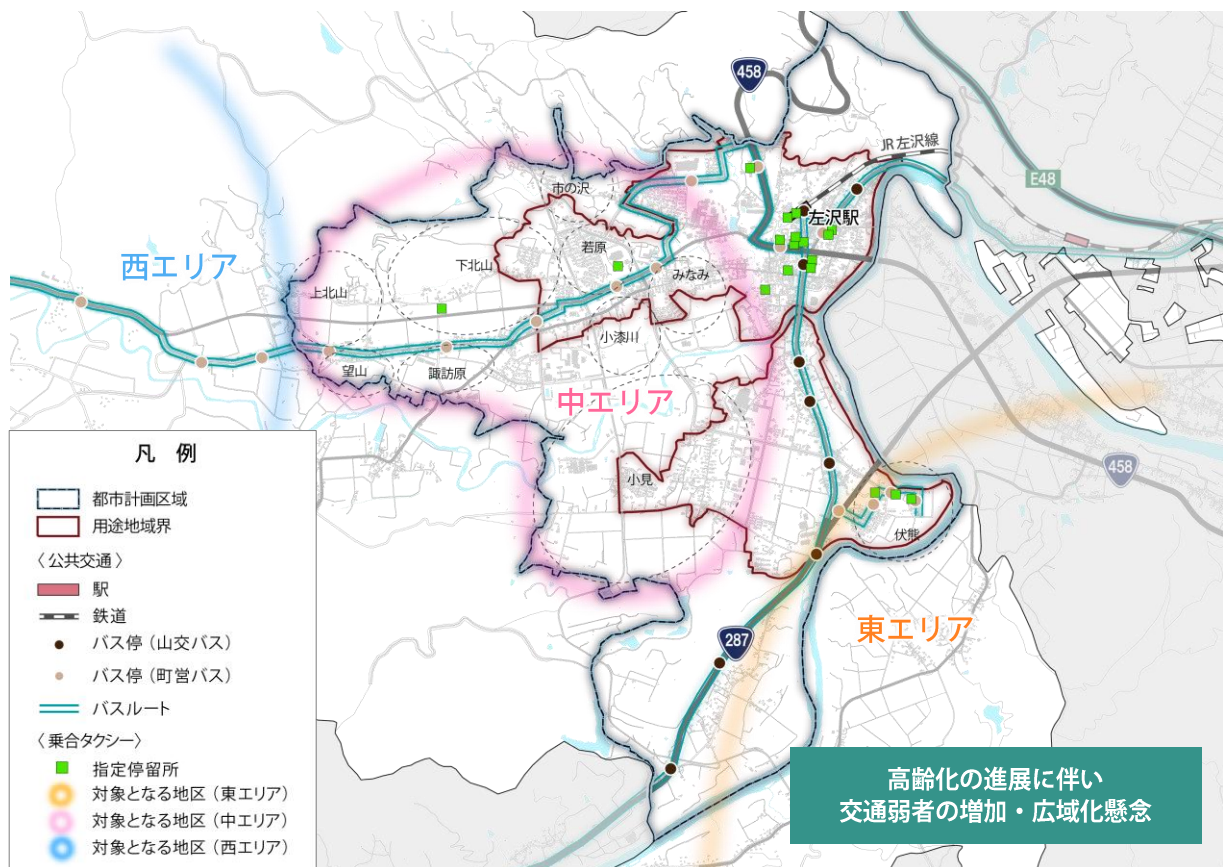 458
JR 左沢線
E48
市の沢
左沢駅
若原
西エリア
下北山
みなみ
上北山
小漆川
望山
諏訪原
中エリア
458
小見
伏熊
東エリア
287
凡 例
都市計画区域
用途地域界
〈公共交通〉
駅
鉄道
バス停（山交バス）
バス停（町営バス）
バスルート
〈乗合タクシー〉
指定停留所
対象となる地区（東エリア）
対象となる地区（中エリア）
対象となる地区（西エリア）
高齢化の進展に伴い
交通弱者の増加・広域化懸念